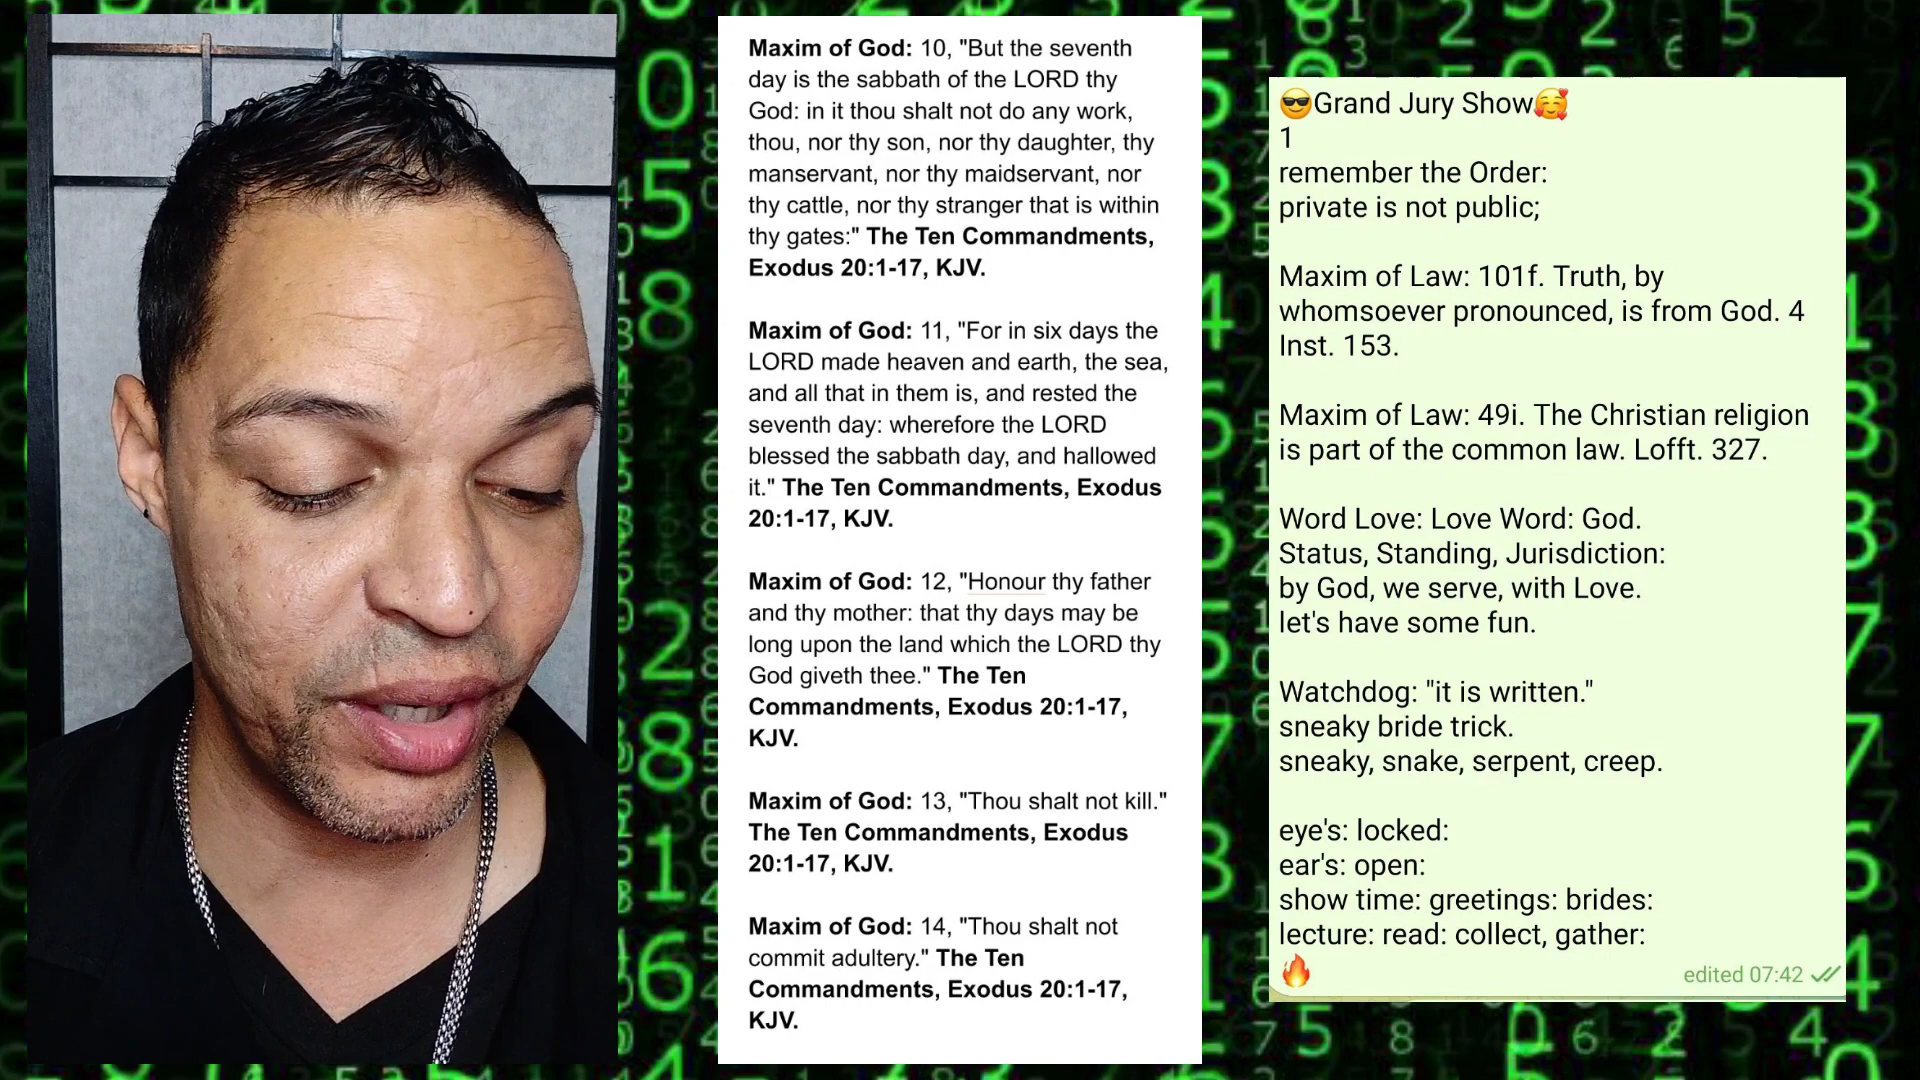 Maxim of God: 10, "But the seventh
day is the sabbath of the LORD thy
God: in it thou shalt not do any work,
thou, nor thy son, nor thy daughter, thy
manservant, nor thy maidservant, nor
thy cattle, nor thy stranger that is within
thy gates:" The Ten Commandments,
Exodus 20:1-17, KJV.
Maxim of God: 11, "For in six days the
LORD made heaven and earth, the sea,
and all that in them is, and rested the
seventh day: wherefore the LORD
blessed the sabbath day, and hallowed
it." The Ten Commandments, Exodus
20:1-17, KJV.
Maxim of God: 12, "Honour thy father
and thy mother: that thy days may be
long upon the land which the LORD thy
God giveth thee." The Ten
Commandments, Exodus 20:1-17,
KJV.
Maxim of God: 13, "Thou shalt not kill."
The Ten Commandments, Exodus
20:1-17, KJV.
Maxim of God: 14, "Thou shalt not
commit adultery." The Ten
Commandments, Exodus 20:1-17,
KJV.
😎Grand Jury Show🥰
1
remember the Order:
private is not public;
Maxim of Law: 101f. Truth, by
whomsoever pronounced, is from God. 4
Inst. 153.
Maxim of Law: 49i. The Christian religion
is part of the common law. Lofft. 327.
Word Love: Love Word: God.
Status, Standing, Jurisdiction:
by God, we serve, with Love.
let's have some fun.
Watchdog: "it is written."
sneaky bride trick.
sneaky, snake, serpent, creep.
eye's: locked:
ear's: open:
show time: greetings: brides:
lecture: read: collect, gather:
🔥
edited 07:42